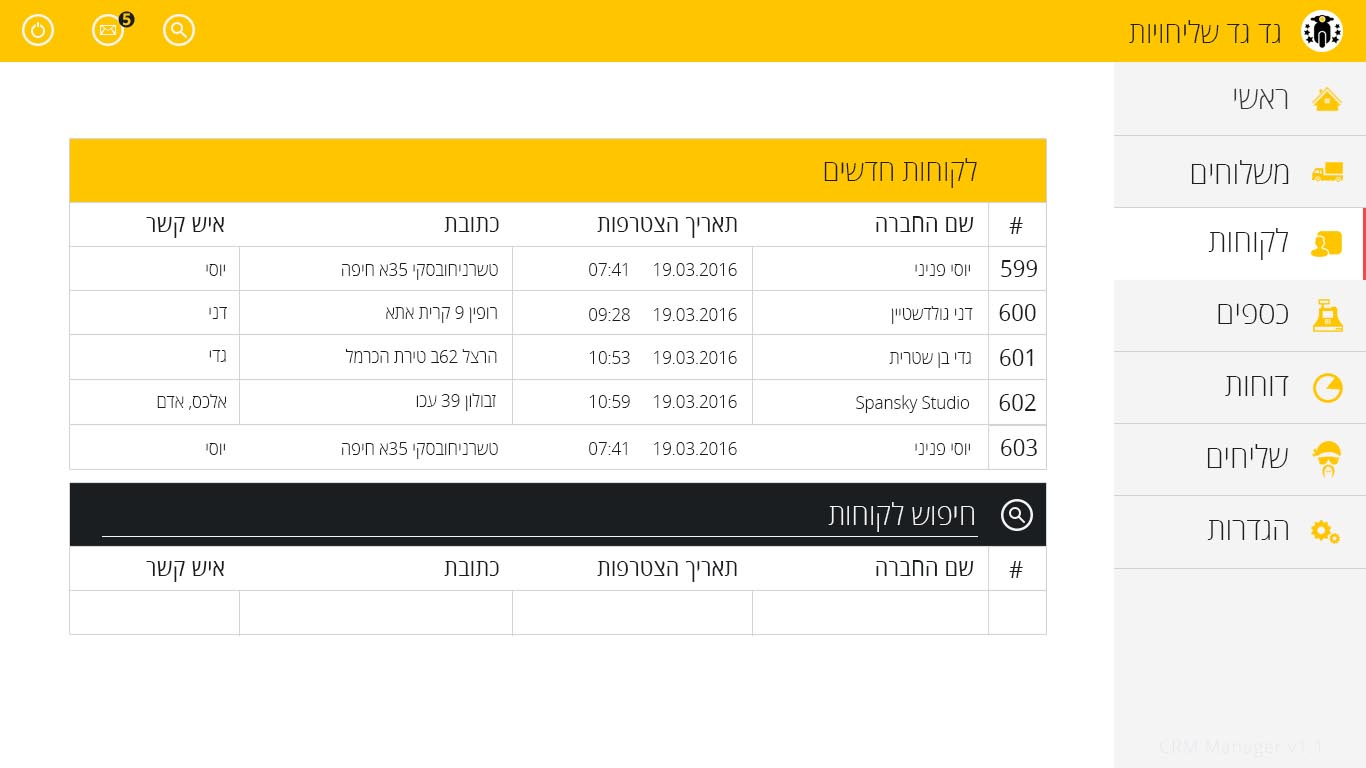 גד גד שליחויות
5
ראשי
משלוחים
לקוחות
כספים
דוחות
שליחים
הגדרות
לקוחות חדשים
# שם החברה תאריך הצטרפות כתובת איש קשר
599 יוסי פניני 19.03.2016 07:41 טשרניחובסקי 35א חיפה יוסי
600 דני גולדשטיין 19.03.2016 09:28 רופין 9 קרית אתא דני
601 גדי בן שטרית 19.03.2016 10:53 הרצל 62ב טירת הכרמל גדי
602 Spansky Studio 19.03.2016 10:59 זבולון 39 עכו אלכס, אדם
603 יוסי פניני 19.03.2016 07:41 טשרניחובסקי 35א חיפה יוסי
חיפוש לקוחות
# שם החברה תאריך הצטרפות כתובת איש קשר
CRM Manager v1.1